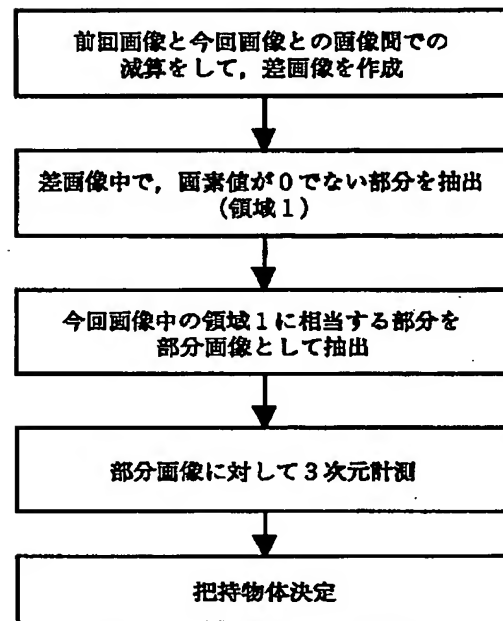 前回画像と今回画像との画像間での
減算をして，差画像を作成
差画像中で，画素値が０でない部分を抽出
（領域１）
今回画像中の領域１に相当する部分を
部分画像として抽出
部分画像に対して３次元計測
把持物体決定